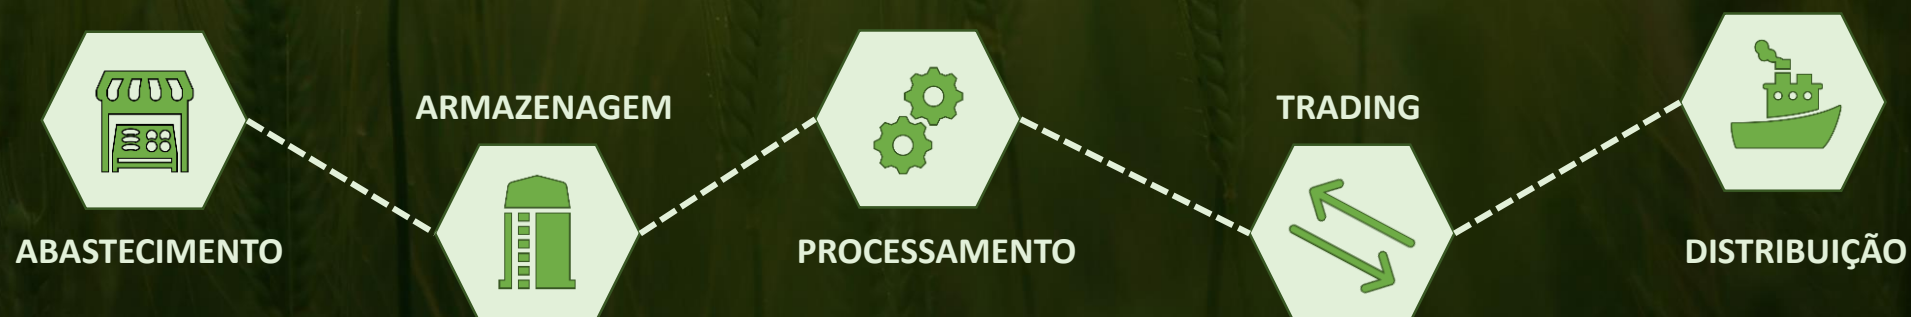 ABASTECIMENTO
ARMAZENAGEM
PROCESSAMENTO
TRADING
DISTRIBUIÇÃO